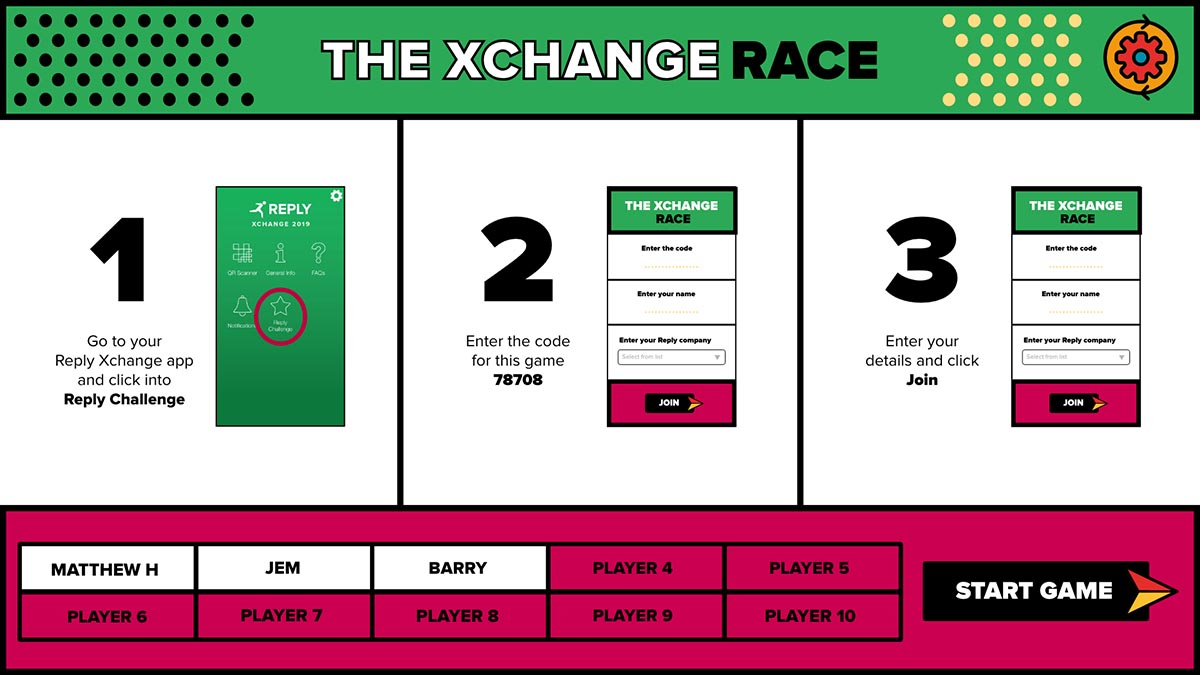 THE XCHANGE RACE
1
Go to your
Reply Xchange app
and click into
Reply Challenge
REPLY
XCHANGE 2019
QR Scanner
General Info
FAQs
Notifications
Reply
Challenge
2
Enter the code
for this game
78708
THE XCHANGE
RACE
Enter the code
Enter your name
Enter your Reply company
Select from list
JOIN
3
Enter your
details and click
Join
THE XCHANGE
RACE
Enter the code
Enter your name
Enter your Reply company
Select from list
JOIN
MATTHEW H
JEM
BARRY
PLAYER 4
PLAYER 5
PLAYER 6
PLAYER 7
PLAYER 8
PLAYER 9
PLAYER 10
START GAME